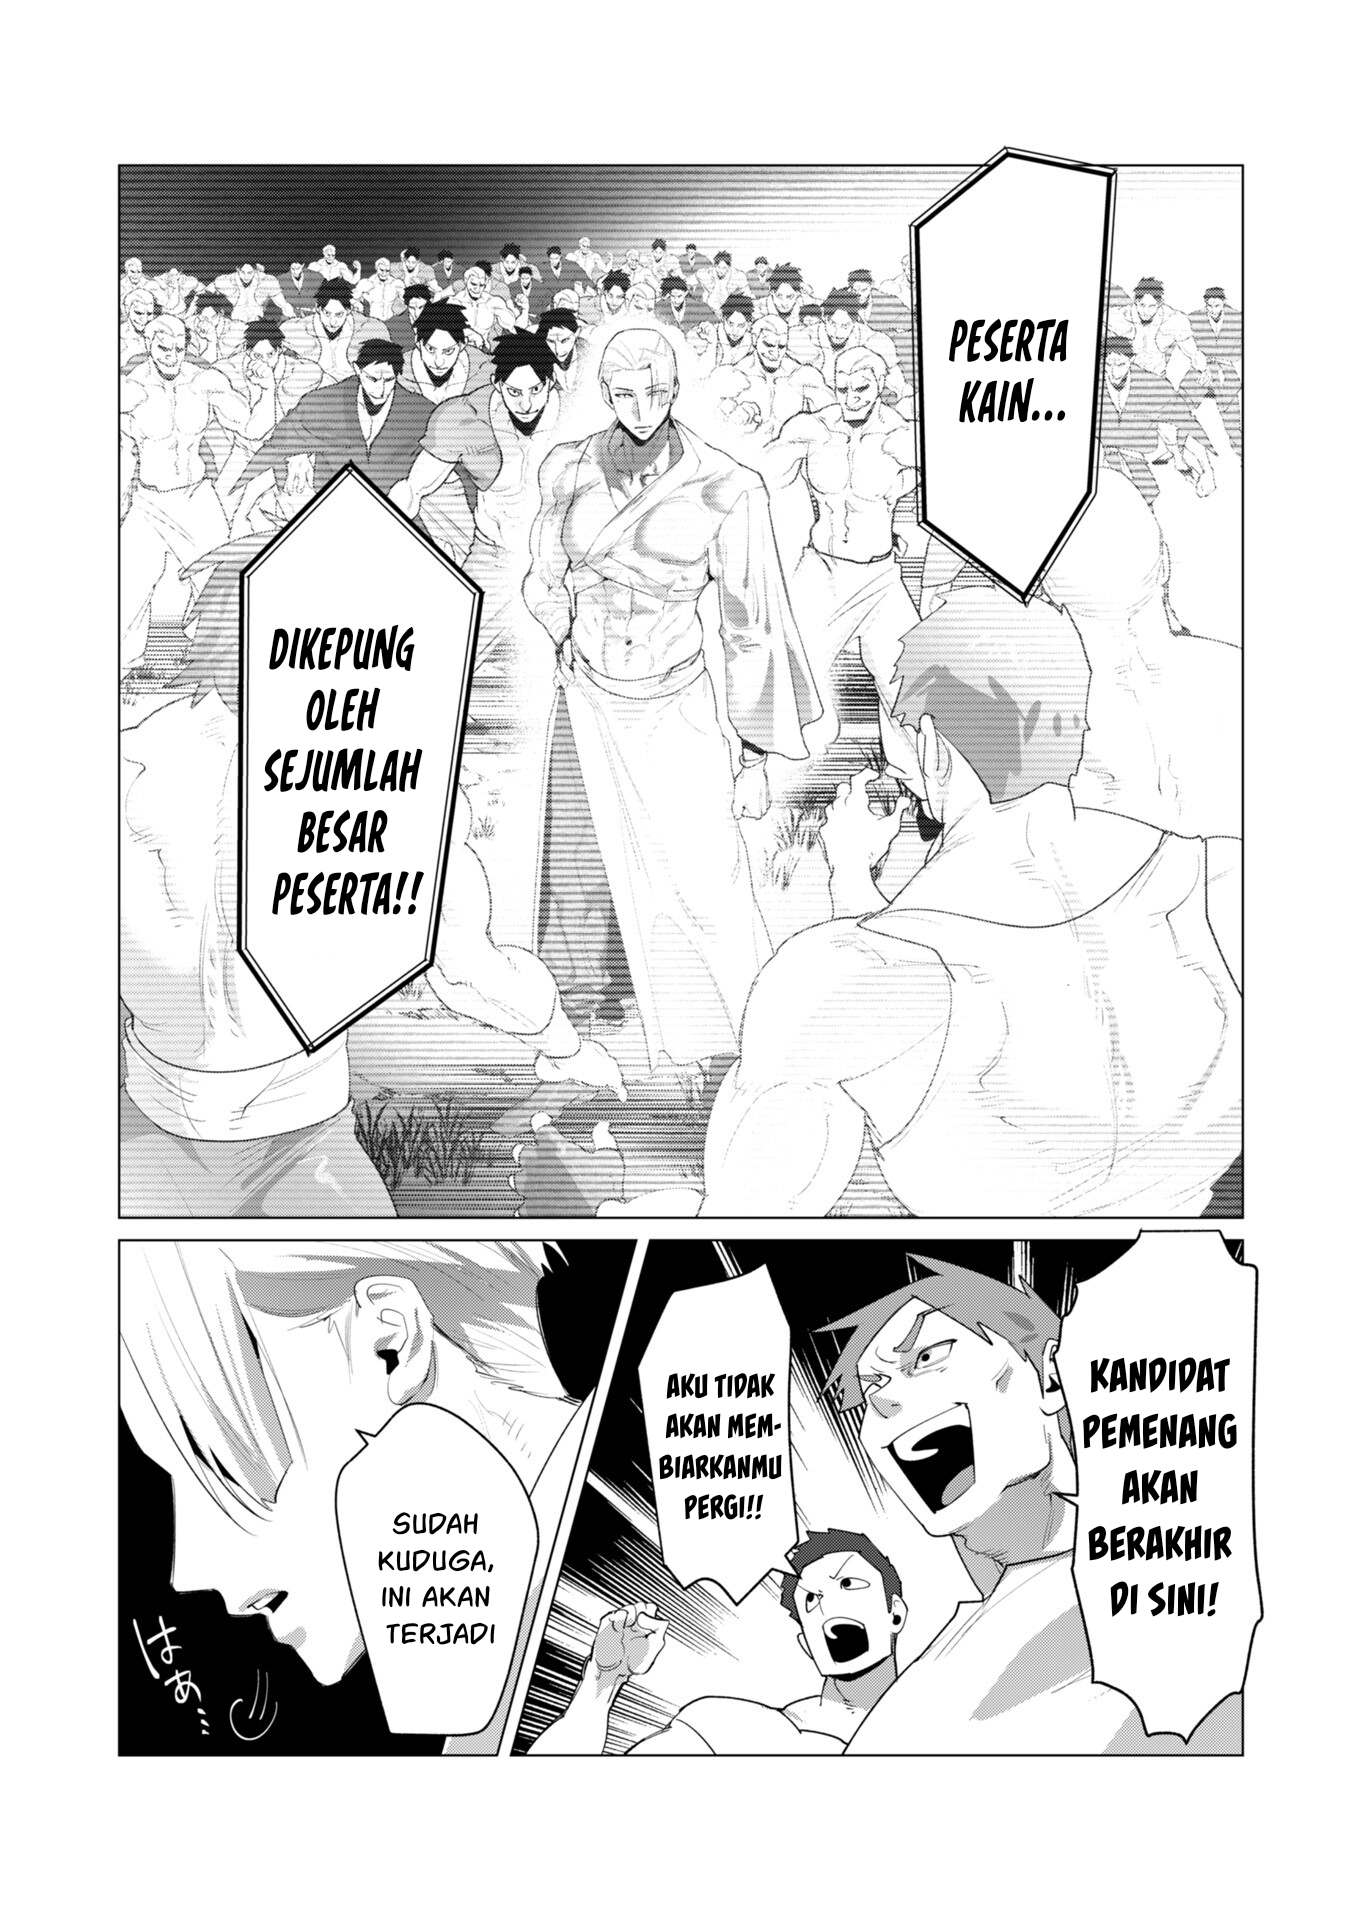 PESERTA
KAIN...
DIKEPUNG
OLEH
SEJUMLAH
BESAR
PESERTA!!
KANDIDAT
PEMENANG
AKAN
BERAKHIR
DI SINI!
AKU TIDAK
AKAN MEM-
BIARKANMU
PERGI!!
SUDAH
KUDUGA,
INI AKAN
TERJADI
はぁ…